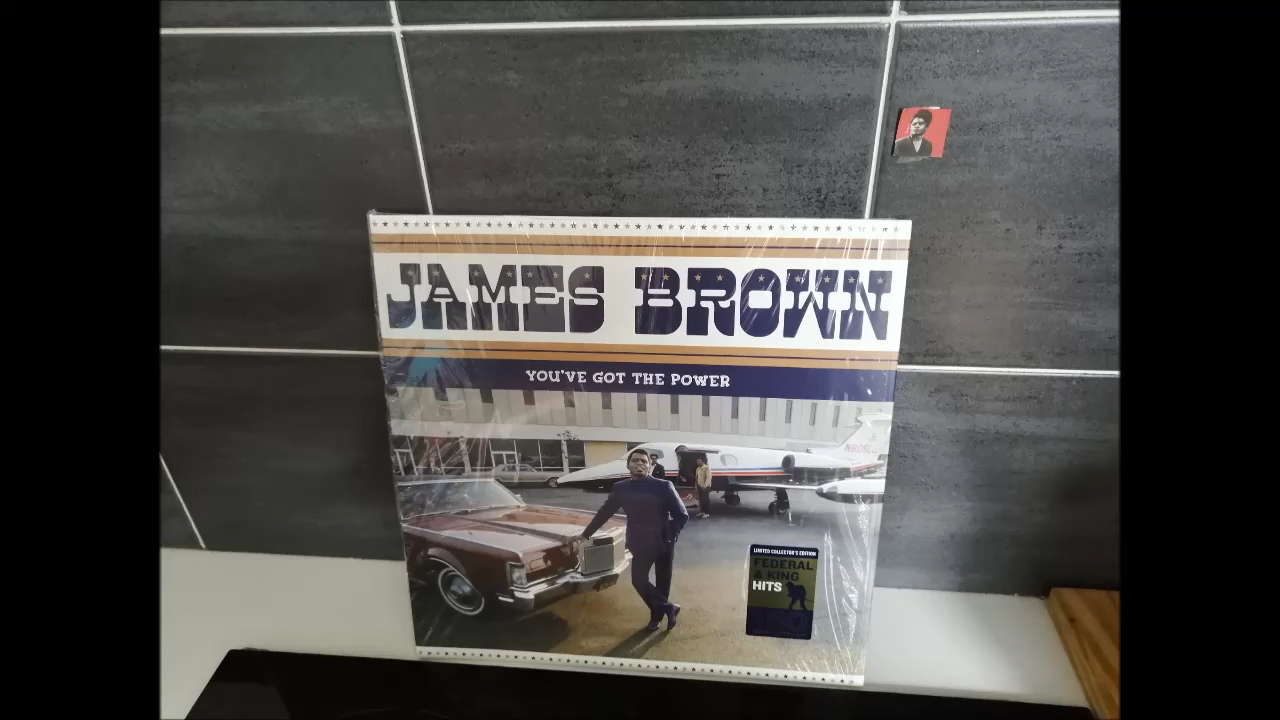 JAMES BROWN
YOU'VE GOT THE POWER
LIMITED COLLECTOR'S EDITION
FEDERAL
& KING
HITS